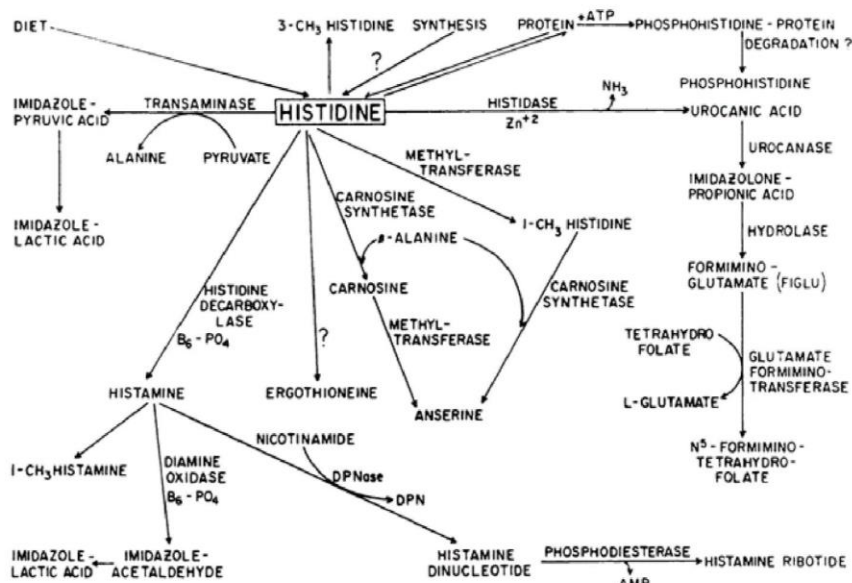 DIET
3-CH3 HISTIDINE
SYNTHESIS
PROTEIN
+ATP
PHOSPHOHISTIDINE-PROTEIN
DEGRADATION ?
?
PHOSPHOHISTIDINE
IMIDAZOLE-
PYRUVIC ACID
TRANSAMINASE
HISTIDINE
HISTIDASE
Zn+2
NH3
UROCANIC ACID
ALANINE
PYRUVATE
UROCANASE
METHYL-
TRANSFERASE
IMIDAZOLONE-
PROPIONIC ACID
CARNOSINE
SYNTHETASE
IMIDAZOLE-
LACTIC ACID
1-CH3 HISTIDINE
HYDROLASE
β-ALANINE
FORMIMINO-
GLUTAMATE (FIGLU)
HISTIDINE
DECARBOXY-
LASE
B6-PO4
CARNOSINE
CARNOSINE
SYNTHETASE
METHYL-
TRANSFERASE
?
TETRAHYDRO
FOLATE
GLUTAMATE
FORMIMINO-
TRANSFERASE
L-GLUTAMATE
HISTAMINE
ERGOTHIONEINE
ANSERINE
NICOTINAMIDE
N5-FORMIMINO-
TETRAHYDRO-
FOLATE
1-CH3HISTAMINE
DIAMINE
OXIDASE
B6-PO4
DPNase
DPN
IMIDAZOLE-
LACTIC ACID
IMIDAZOLE-
ACETALDEHYDE
HISTAMINE
DINUCLEOTIDE
PHOSPHODIESTERASE
HISTAMINE RIBOTIDE
AMP